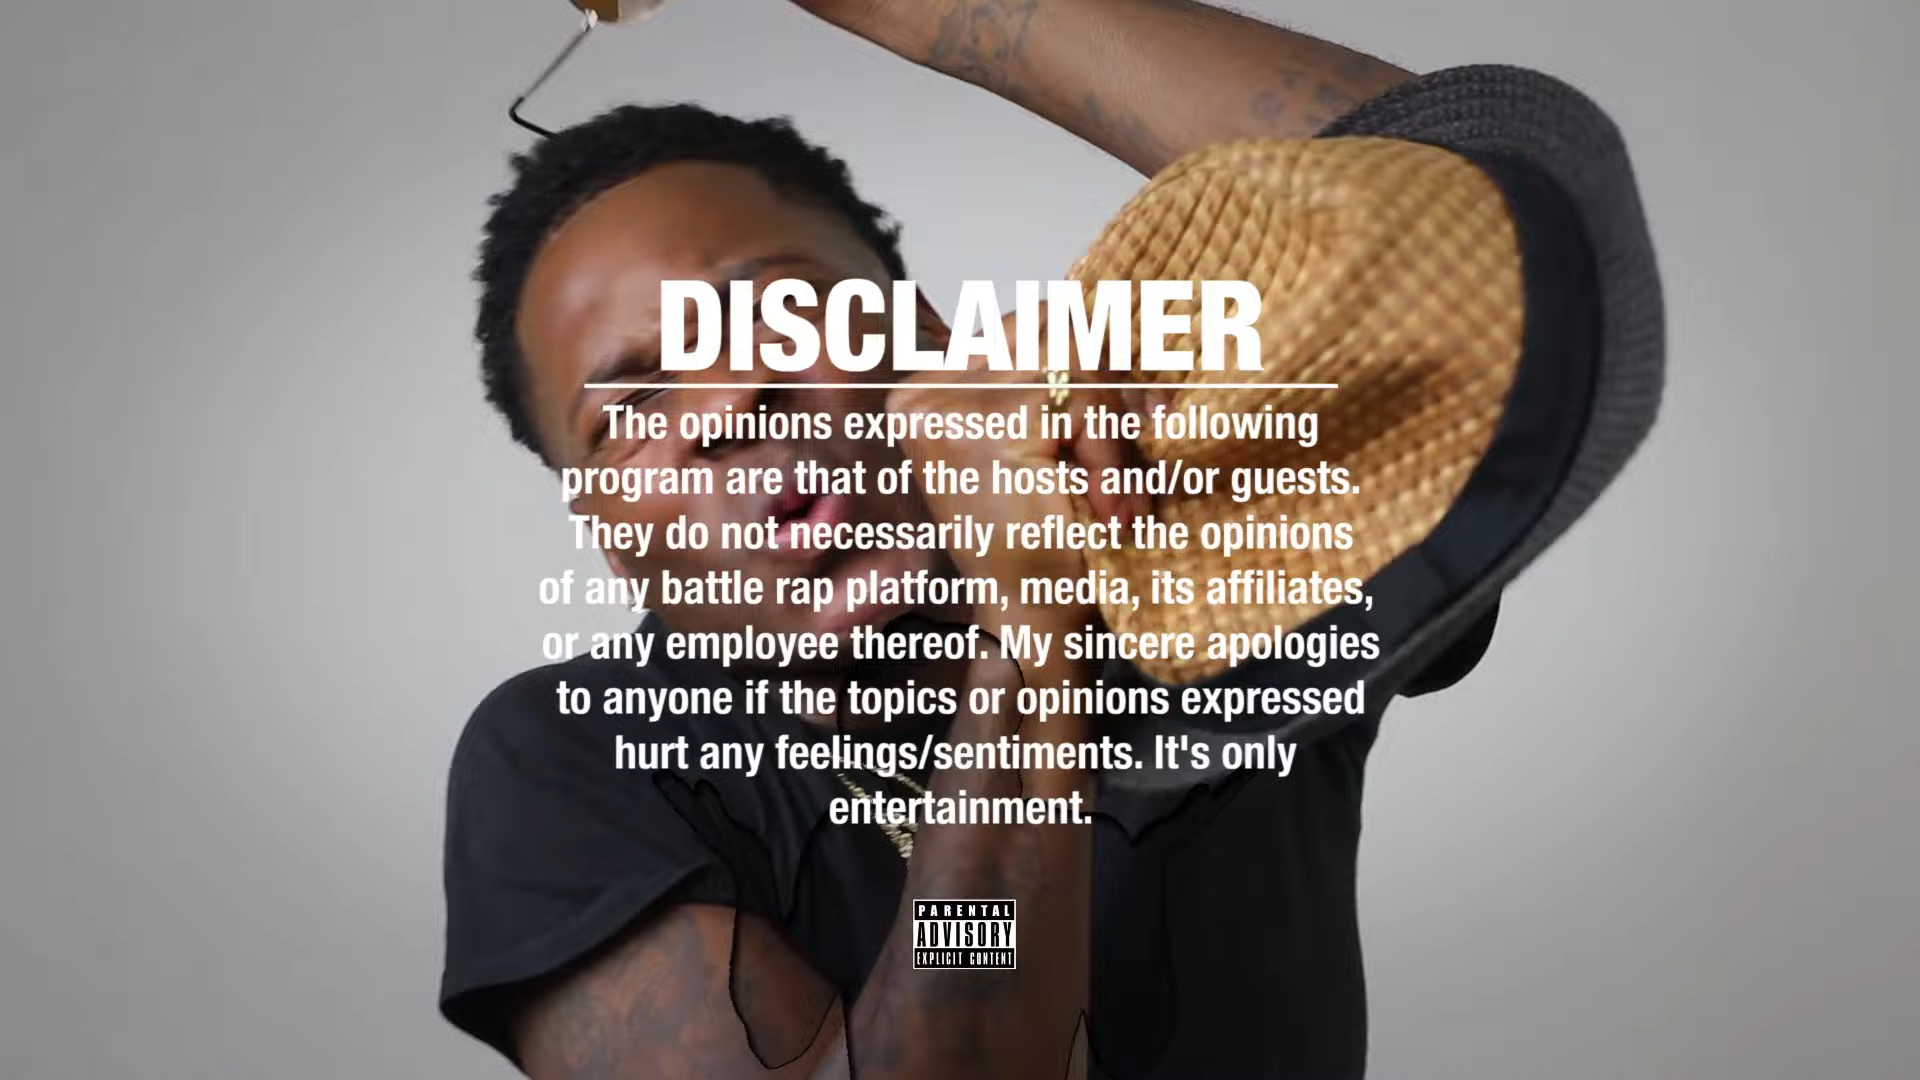 DISCLAIMER
The opinions expressed in the following
program are that of the hosts and/or guests.
They do not necessarily reflect the opinions
of any battle rap platform, media, its affiliates,
or any employee thereof. My sincere apologies
to anyone if the topics or opinions expressed
hurt any feelings/sentiments. It's only
entertainment.
PARENTAL
ADVISORY
EXPLICIT CONTENT